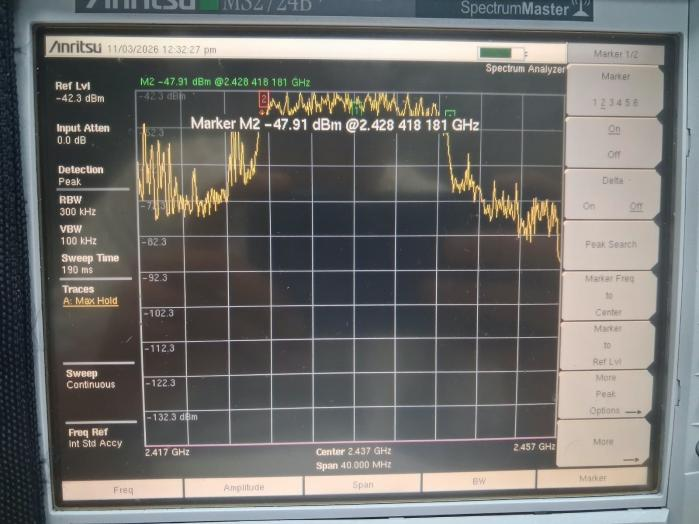 Anritsu MS2724B
SpectrumMaster
Anritsu 11/03/2026 12:32:27 pm
Marker 1/2
Spectrum Analyzer
Ref Lvl
-42.3 dBm
M2 -47.91 dBm @2.428 418 181 GHz
-42.3 dBm
2
Marker M2 -47.91 dBm @2.428 418 181 GHz
Input Atten
0.0 dB
Detection
Peak
RBW
300 kHz
VBW
100 kHz
Sweep Time
190 ms
Traces
A: Max Hold
Sweep
Continuous
Freq Ref
Int Std Accy
-82.3
-92.3
-102.3
-112.3
-122.3
-132.3 dBm
2.417 GHz
Center 2.437 GHz
2.457 GHz
Span 40.000 MHz
Marker
1 2 3 4 5 6
On
Off
Delta
On Off
Peak Search
Marker Freq
to
Center
Marker
to
Ref Lvl
More
Peak
Options
More
Freq
Amplitude
Span
BW
Marker